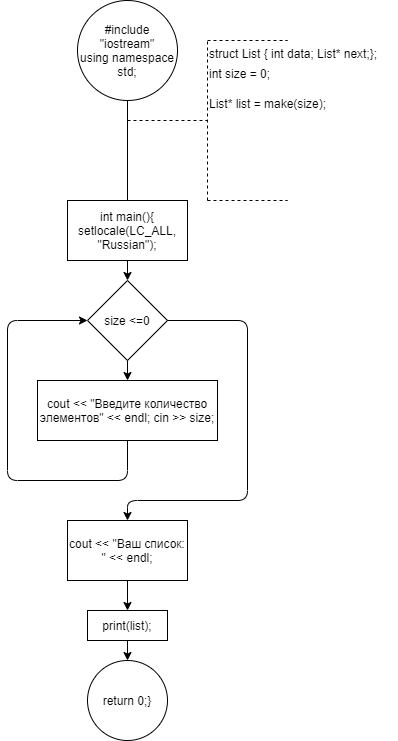 #include
"iostream"
using namespace
std;
struct List { int data; List* next;};
int size = 0;
List* list = make(size);
int main(){
setlocale(LC_ALL,
"Russian");
size <=0
cout << "Введите количество
элементов" << endl; cin >> size;
cout << "Ваш список:
" << endl;
print(list);
return 0;}